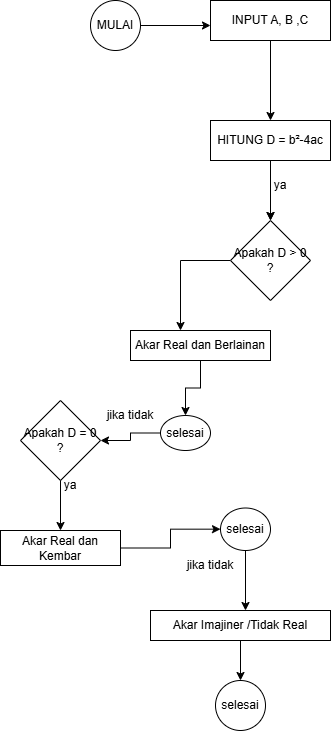 MULAI
INPUT A, B ,C
HITUNG D = b²-4ac
ya
Apakah D > 0
?
Akar Real dan Berlainan
jika tidak
selesai
Apakah D = 0
?
ya
Akar Real dan
Kembar
selesai
jika tidak
Akar Imajiner /Tidak Real
selesai